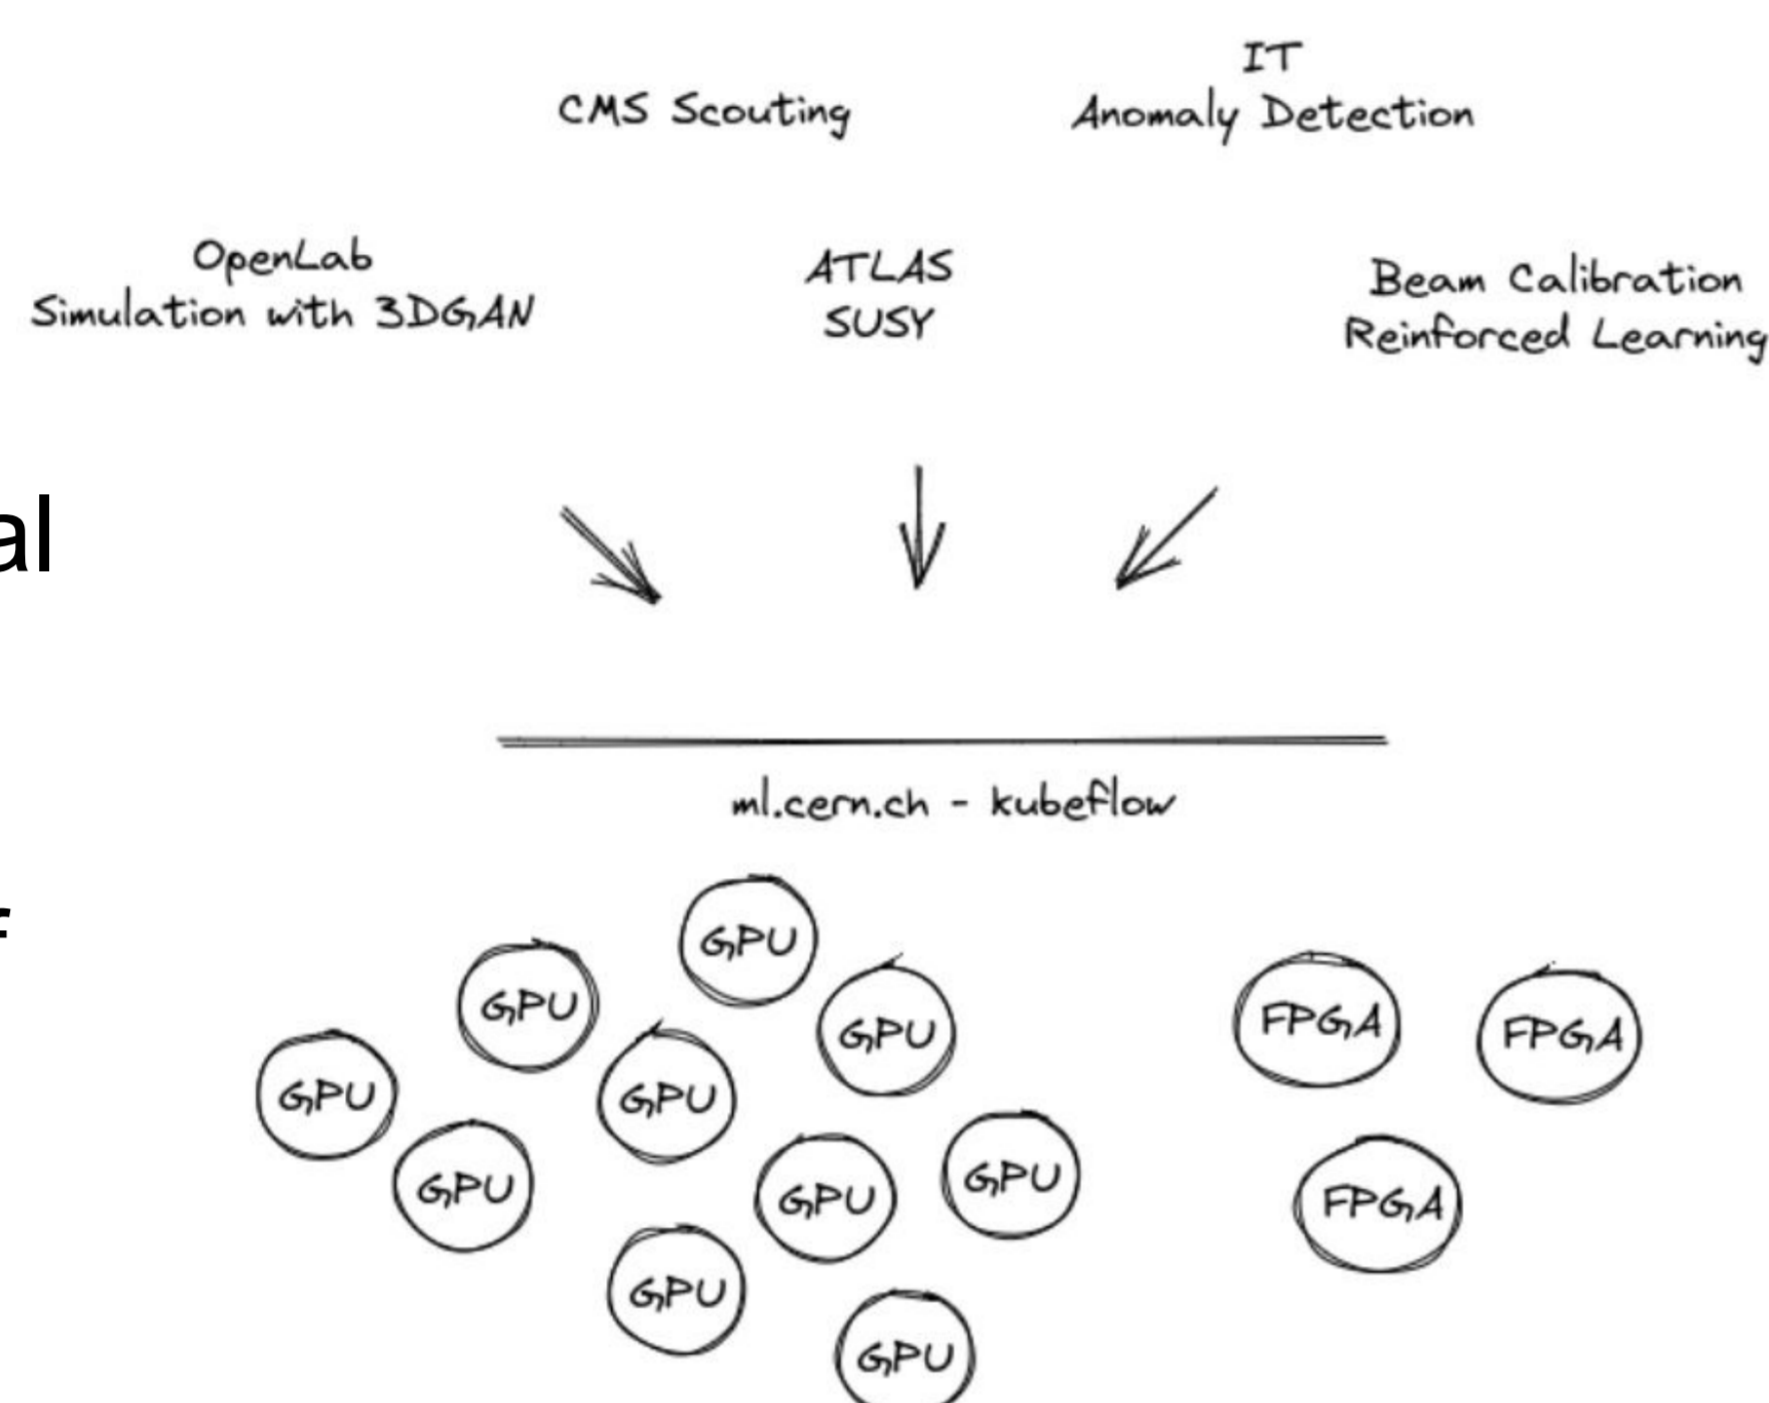 IT
CMS Scouting
Anomaly Detection
OpenLab
Simulation with 3DGAN
ATLAS
SUSY
Beam Calibration
Reinforced Learning
al
ml.cern.ch - kubeflow
f
GPU
GPU
GPU
GPU
GPU
GPU
GPU
GPU
GPU
GPU
FPGA
FPGA
FPGA